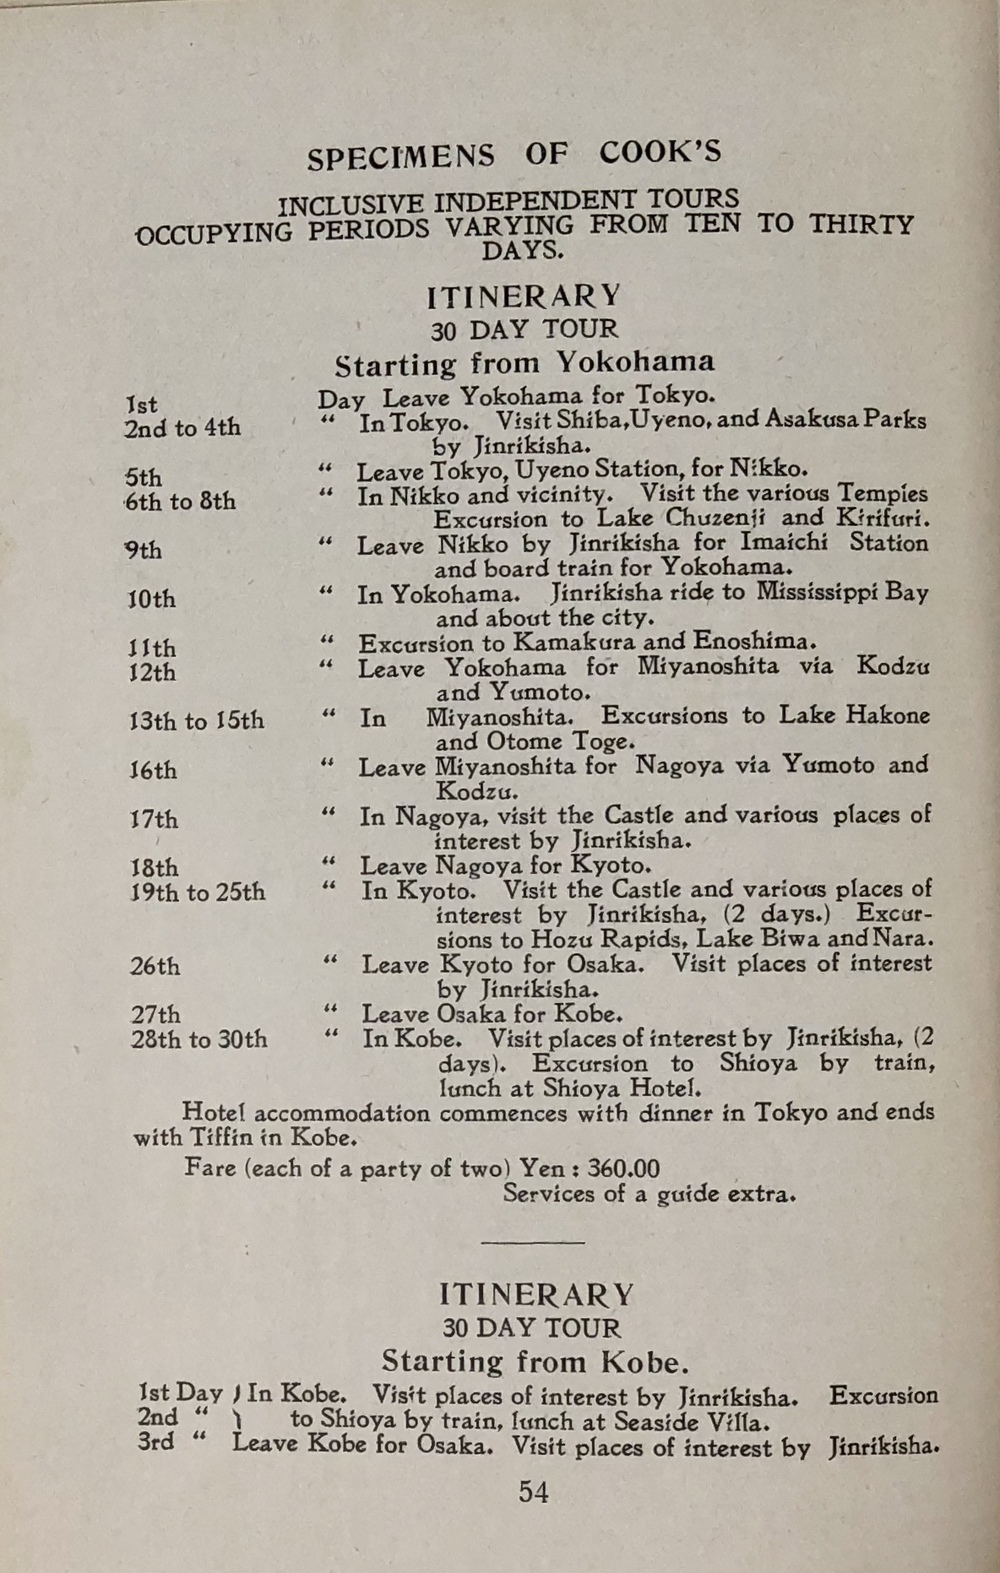 SPECIMENS OF COOK'S
INCLUSIVE INDEPENDENT TOURS
OCCUPYING PERIODS VARYING FROM TEN TO THIRTY
DAYS.
ITINERARY
30 DAY TOUR
Starting from Yokohama
1st Day Leave Yokohama for Tokyo.
2nd to 4th “ In Tokyo. Visit Shiba, Uyeno, and Asakusa Parks
by Jinrikisha.
5th “ Leave Tokyo, Uyeno Station, for Nikko.
6th to 8th “ In Nikko and vicinity. Visit the various Temples
Excursion to Lake Chuzenji and Kirifuri.
9th “ Leave Nikko by Jinrikisha for Imaichi Station
and board train for Yokohama.
10th “ In Yokohama. Jinrikisha ride to Mississippi Bay
and about the city.
11th “ Excursion to Kamakura and Enoshima.
12th “ Leave Yokohama for Miyanoshita via Kodzu
and Yumoto.
13th to 15th “ In Miyanoshita. Excursions to Lake Hakone
and Otome Toge.
16th “ Leave Miyanoshita for Nagoya via Yumoto and
Kodzu.
17th “ In Nagoya, visit the Castle and various places of
interest by Jinrikisha.
18th “ Leave Nagoya for Kyoto.
19th to 25th “ In Kyoto. Visit the Castle and various places of
interest by Jinrikisha, (2 days.) Excur-
sions to Hozu Rapids, Lake Biwa and Nara.
26th “ Leave Kyoto for Osaka. Visit places of interest
by Jinrikisha.
27th “ Leave Osaka for Kobe.
28th to 30th “ In Kobe. Visit places of interest by Jinrikisha, (2
days). Excursion to Shioya by train,
lunch at Shioya Hotel.
Hotel accommodation commences with dinner in Tokyo and ends
with Tiffin in Kobe.
Fare (each of a party of two) Yen : 360.00
Services of a guide extra.
ITINERARY
30 DAY TOUR
Starting from Kobe.
1st Day ) In Kobe. Visit places of interest by Jinrikisha. Excursion
2nd “ ) to Shioya by train, lunch at Seaside Villa.
3rd “ Leave Kobe for Osaka. Visit places of interest by Jinrikisha.
54